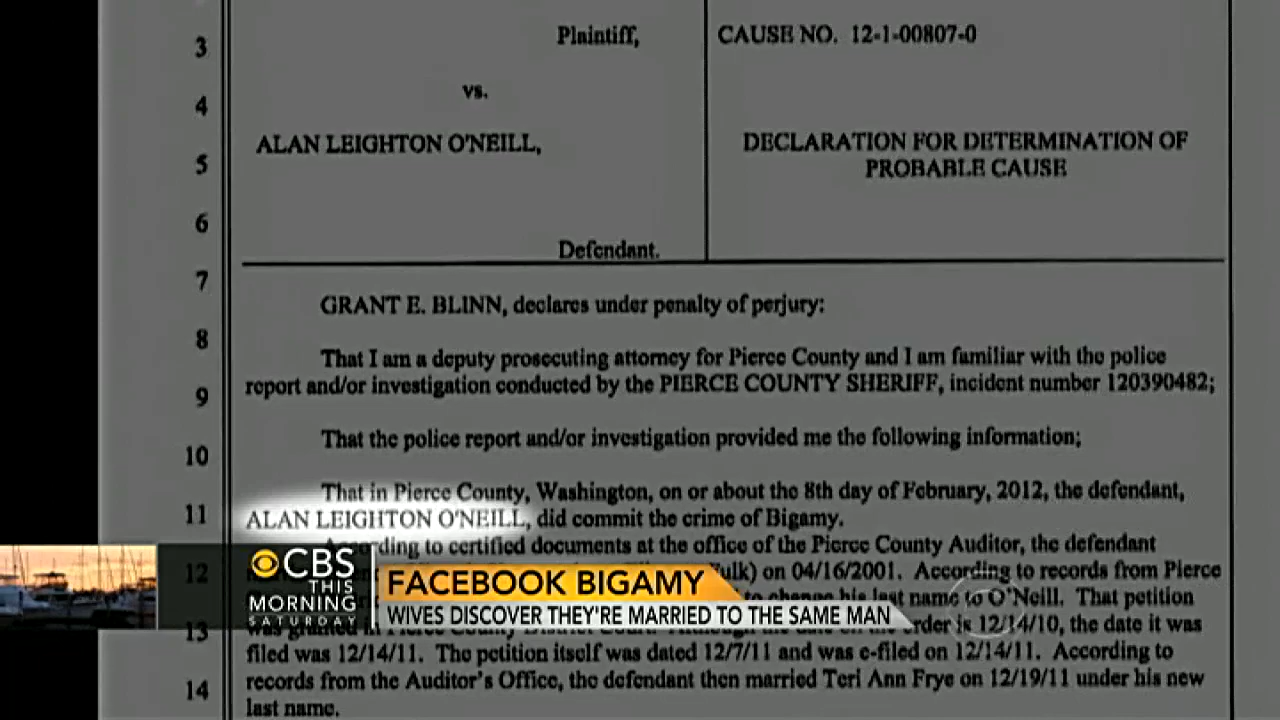 Plaintiff,
CAUSE NO. 12-1-00807-0
3
vs.
4
ALAN LEIGHTON O'NEILL,
DECLARATION FOR DETERMINATION OF
PROBABLE CAUSE
5
6
Defendant.
7
GRANT E. BLINN, declares under penalty of perjury:
8
That I am a deputy prosecuting attorney for Pierce County and I am familiar with the police
report and/or investigation conducted by the PIERCE COUNTY SHERIFF, incident number 120390482;
9
That the police report and/or investigation provided me the following information;
10
That in Pierce County, Washington, on or about the 8th day of February, 2012, the defendant,
11
ALAN LEIGHTON O'NEILL, did commit the crime of Bigamy.
According to certified documents at the office of the Pierce County Auditor, the defendant
12
on 04/16/2001. According to records from Pierce
to change his last name to O'Neill. That petition
13
was granted in Pierce County District Court. order is 12/14/10, the date it was
filed was 12/14/11. The petition itself was dated 12/7/11 and was e-filed on 12/14/11. According to
14
records from the Auditor's Office, the defendant then married Teri Ann Frye on 12/19/11 under his new
last name.
CBS
THIS
MORNING
SATURDAY
FACEBOOK BIGAMY
WIVES DISCOVER THEY'RE MARRIED TO THE SAME MAN